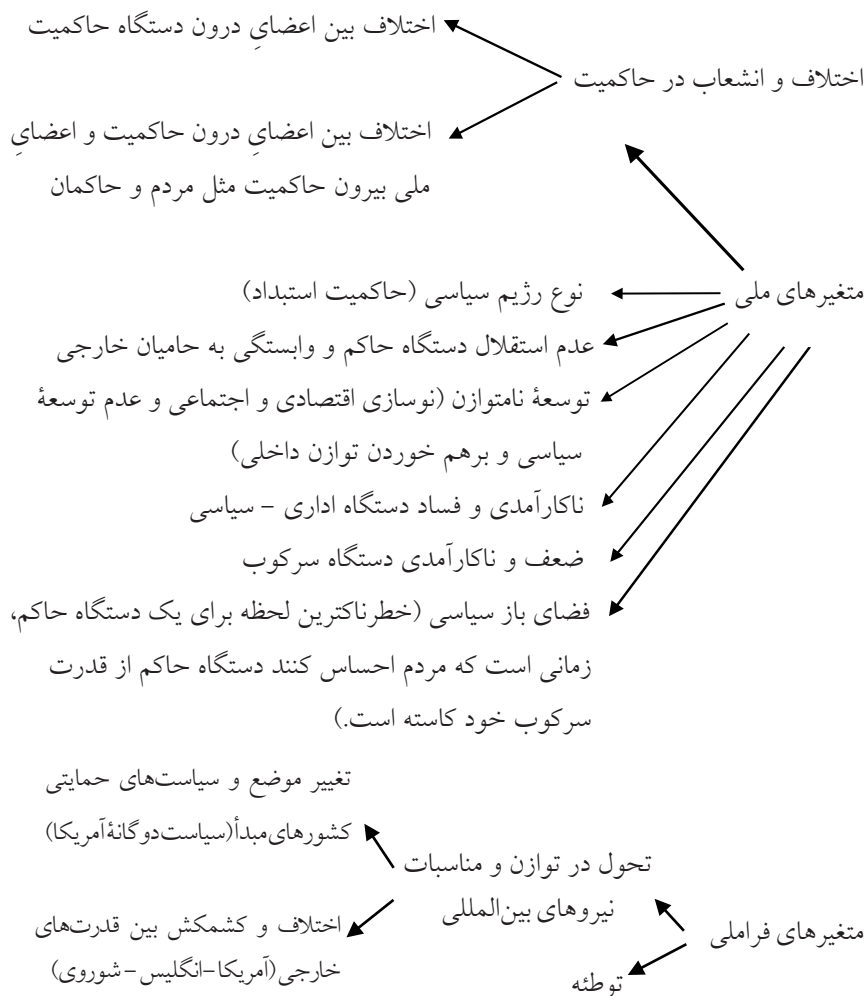 اختلاف بین اعضایِ درون دستگاه حاکمیت
اختلاف و انشعاب در حاکمیت
اختلاف بین اعضایِ درون حاکمیت و اعضایِ
ملی بیرون حاکمیت مثل مردم و حاکمان
متغیرهای ملی
نوع رژیم سیاسی (حاکمیت استبداد)
عدم استقلال دستگاه حاکم و وابستگی به حامیان خارجی
توسعهٔ نامتوازن (نوسازی اقتصادی و اجتماعی و عدم توسعهٔ
سیاسی و برهم خوردن توازن داخلی)
ناکارآمدی و فساد دستگاه اداری – سیاسی
ضعف و ناکارآمدی دستگاه سرکوب
فضای باز سیاسی (خطرناکترین لحظه برای یک دستگاه حاکم،
زمانی است که مردم احساس کنند دستگاه حاکم از قدرت
سرکوب خود کاسته است.)
تغییر موضع و سیاست‌های حمایتی
کشورهای‌مبدأ(سیاست‌دوگانهٔ‌آمریکا)
تحول در توازن و مناسبات
نیروهای بین‌المللی
متغیرهای فراملی
اختلاف و کشمکش بین قدرت‌های
خارجی(آمریکا–انگلیس–شوروی)
توطئه